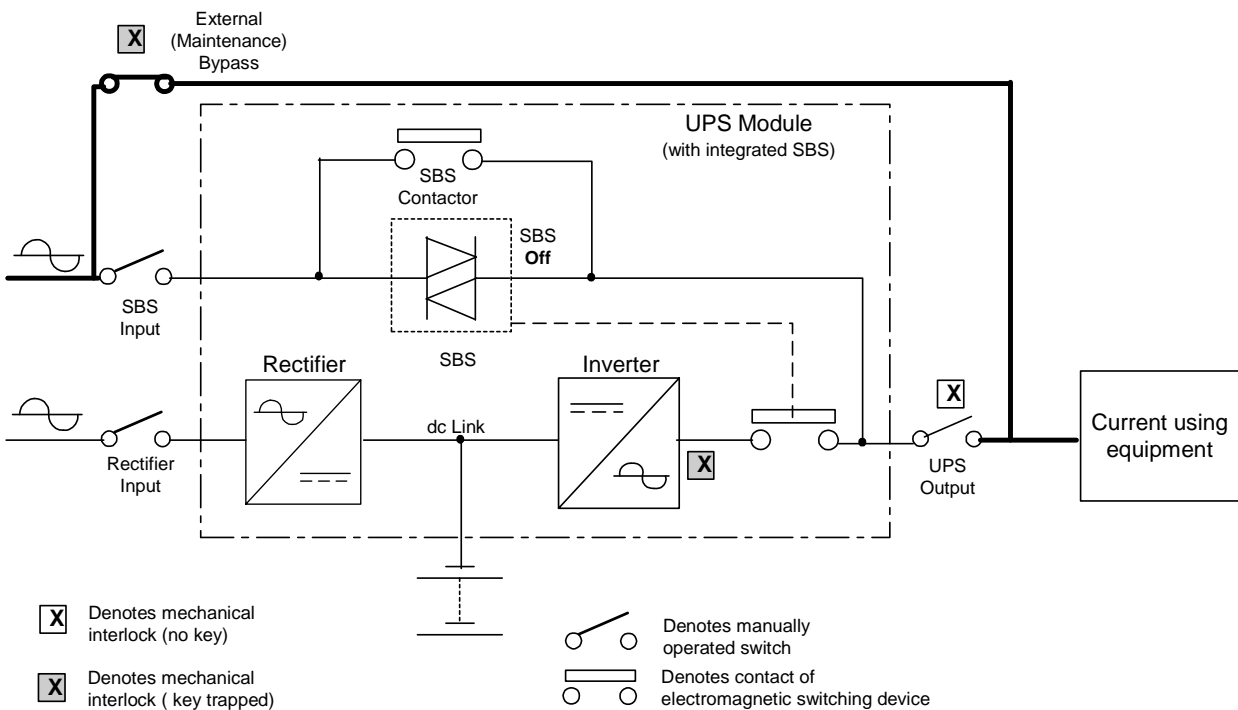 X
External
(Maintenance)
Bypass
UPS Module
(with integrated SBS)
SBS
Contactor
SBS
Off
SBS
Input
SBS
Rectifier
Inverter
dc Link
X
X
Rectifier
Input
UPS
Output
Current using
equipment
X
Denotes mechanical
interlock (no key)
Denotes manually
operated switch
X
Denotes mechanical
interlock ( key trapped)
Denotes contact of
electromagnetic switching device